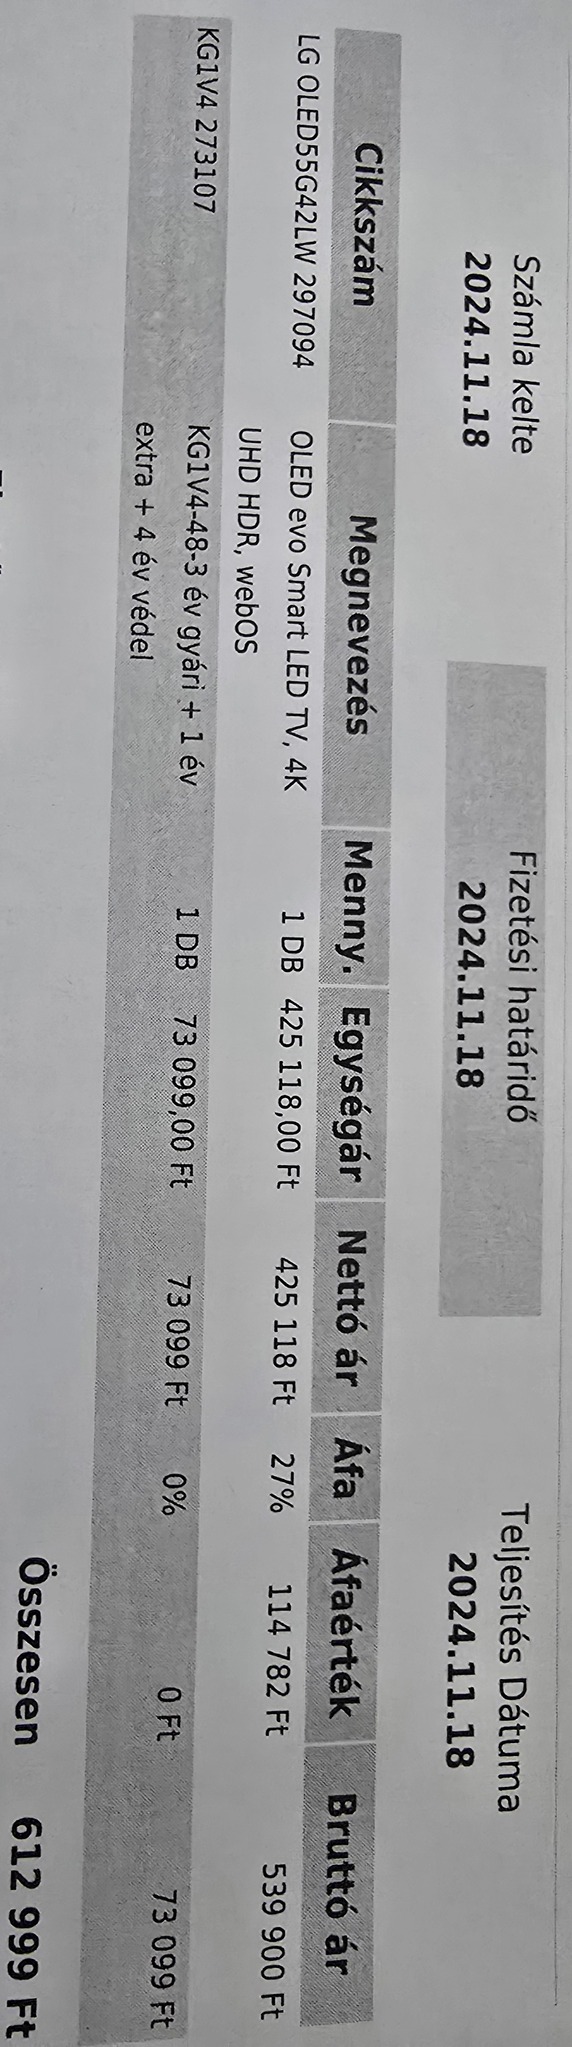 Számla kelte Fizetési határidő Teljesítés Dátuma
2024.11.18 2024.11.18 2024.11.18
Cikkszám Megnevezés Menny. Egységár Nettó ár Áfa Áfaérték Bruttó ár
LG OLED55G42LW 297094 OLED evo Smart LED TV, 4K 1 DB 425 118,00 Ft 425 118 Ft 27% 114 782 Ft 539 900 Ft
UHD HDR, webOS
KG1V4 273107 KG1V4-48-3 év gyári + 1 év 1 DB 73 099,00 Ft 73 099 Ft 0% 0 Ft 73 099 Ft
extra + 4 év védel
Összesen 612 999 Ft